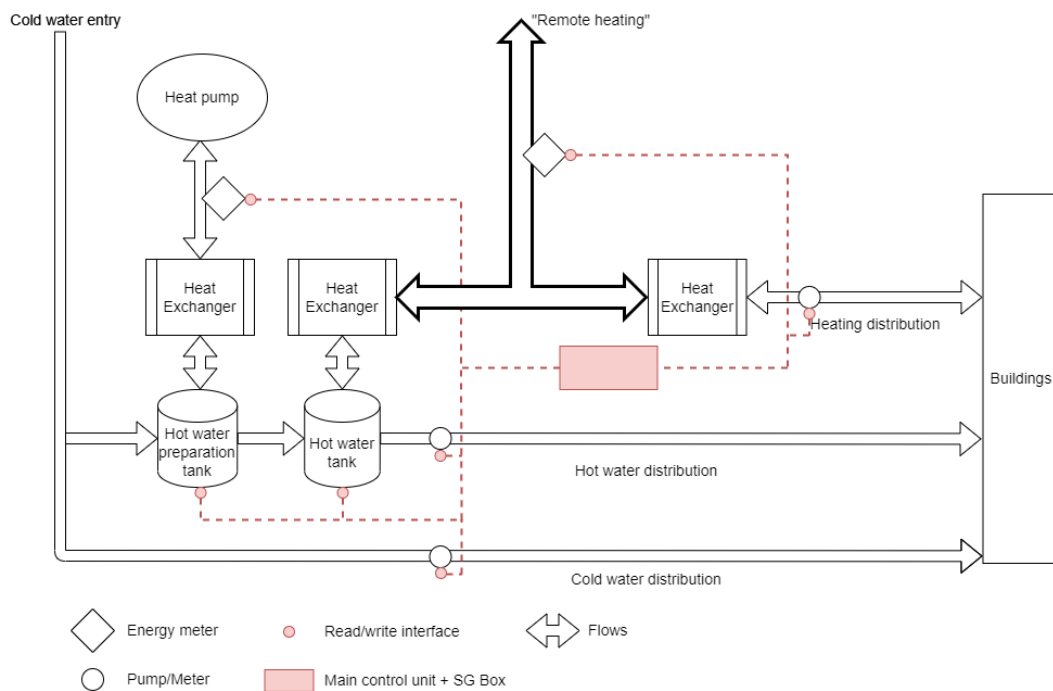 Cold water entry
"Remote heating"
Heat pump
Heat
Exchanger
Heat
Exchanger
Heat
Exchanger
Heating distribution
Buildings
Hot water
preparation
tank
Hot water
tank
Hot water distribution
Cold water distribution
Energy meter
Read/write interface
Flows
Pump/Meter
Main control unit + SG Box